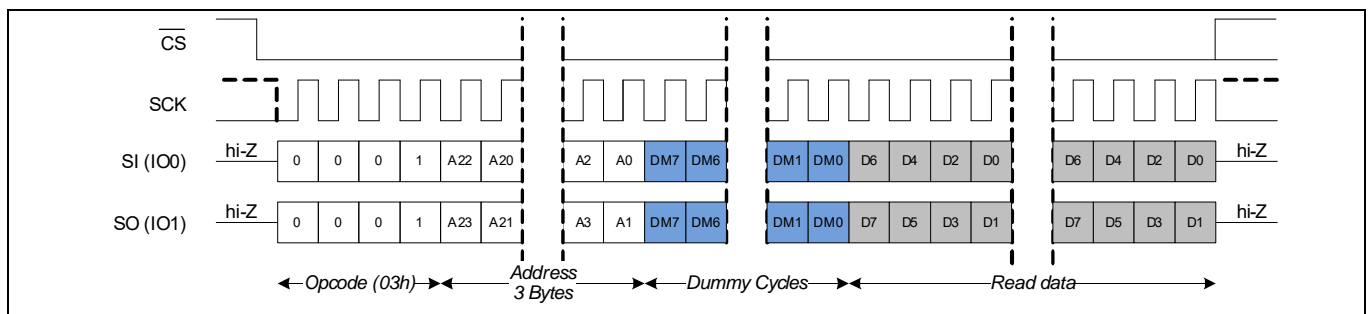 CS
SCK
SI (IO0) hi-Z 0 0 0 1 A22 A20 A2 A0 DM7 DM6 DM1 DM0 D6 D4 D2 D0 D6 D4 D2 D0 hi-Z
SO (IO1) hi-Z 0 0 0 1 A23 A21 A3 A1 DM7 DM6 DM1 DM0 D7 D5 D3 D1 D7 D5 D3 D1 hi-Z
Opcode (03h) Address Dummy Cycles Read data
3 Bytes